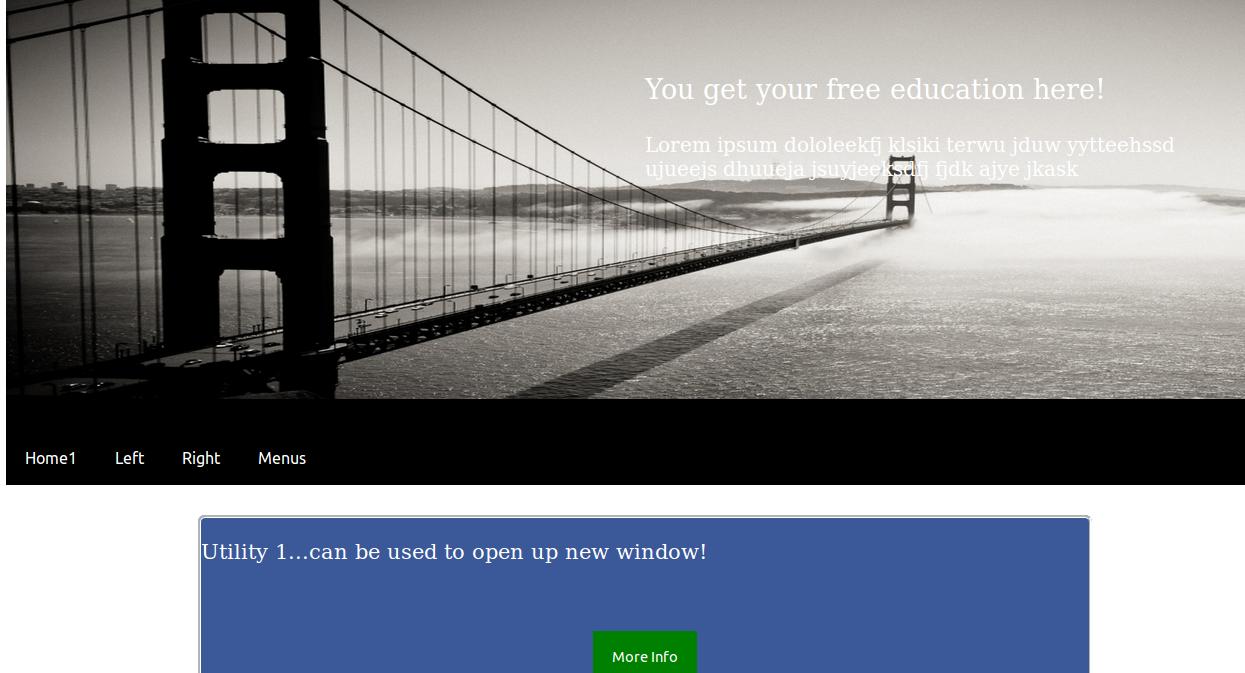 You get your free education here!
Lorem ipsum dololeekfj klsiki terwu jduw yytteehssd
ujueejs dhuueja jsuyjeeksdfj fjdk ajye jkask
Home1 Left Right Menus
Utility 1...can be used to open up new window!
More Info